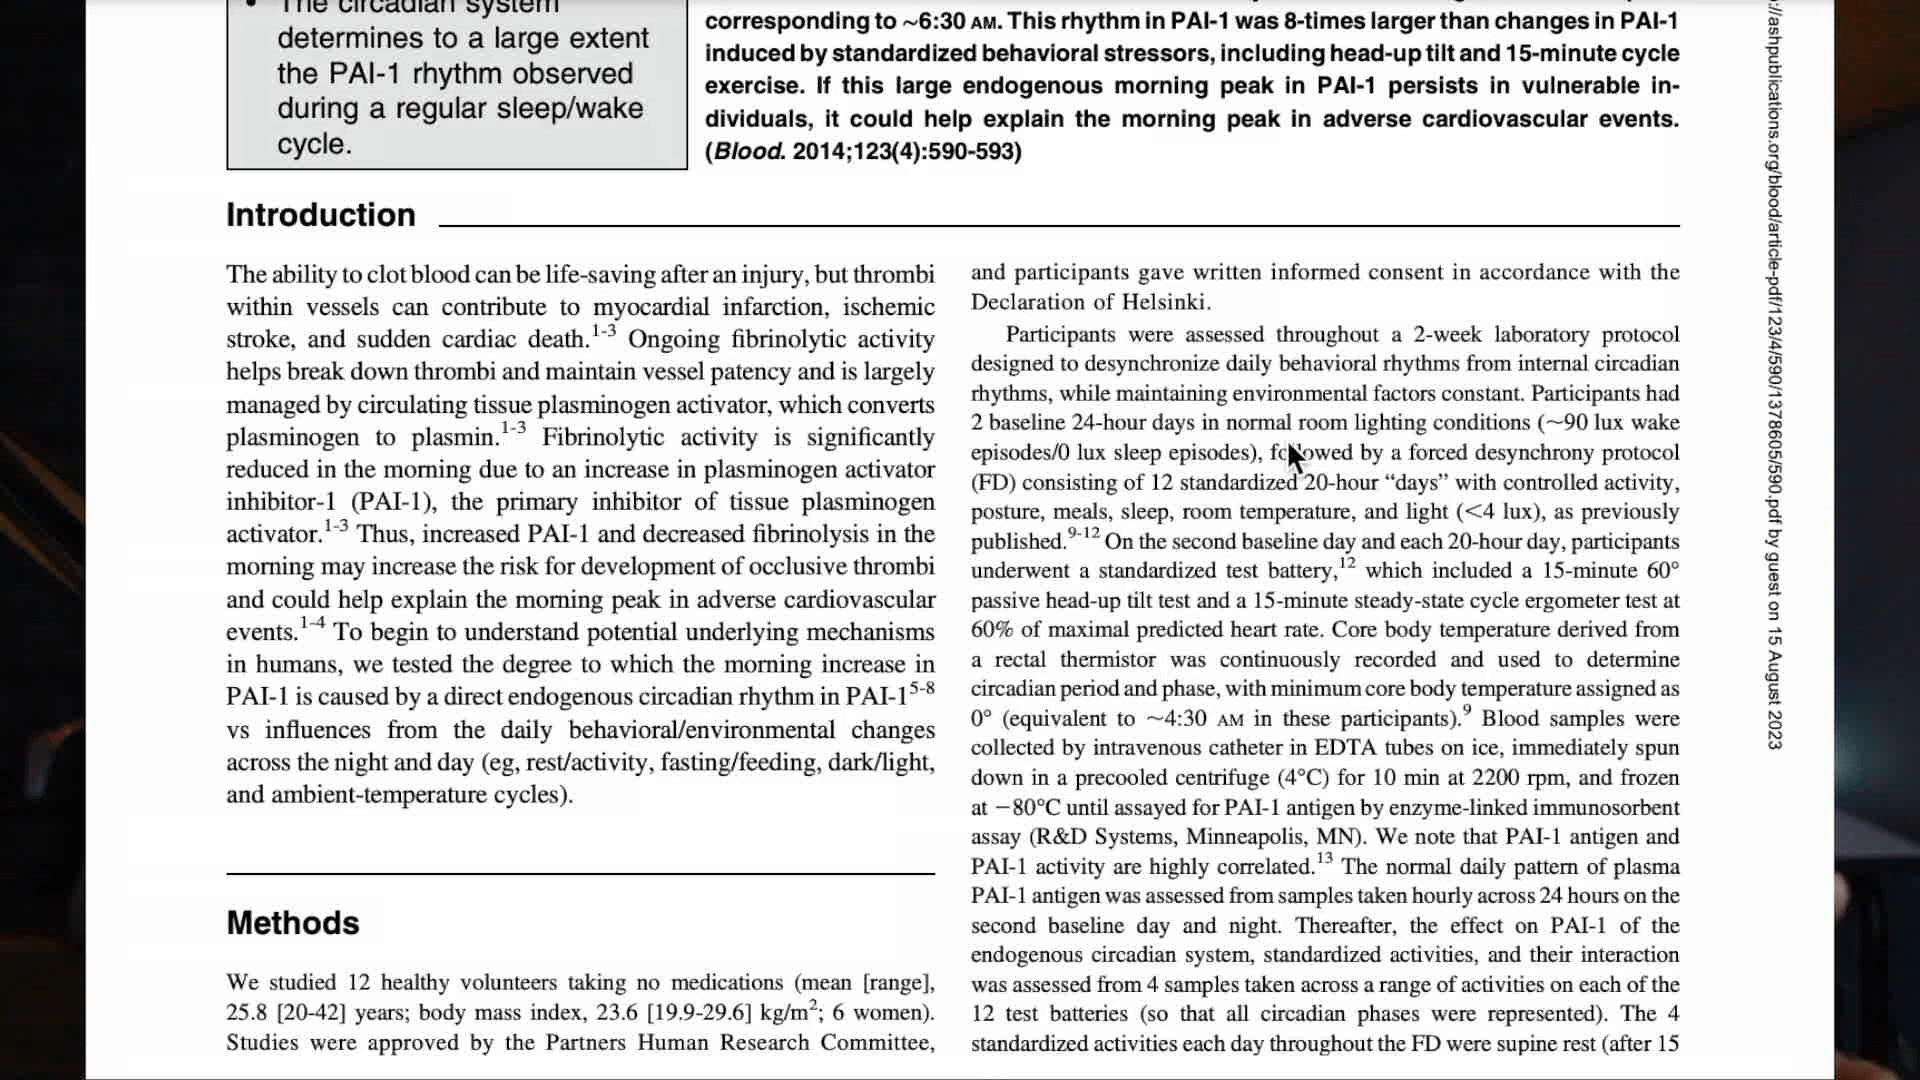 The circadian system
determines to a large extent
the PAI-1 rhythm observed
during a regular sleep/wake
cycle.
corresponding to ~6:30 AM. This rhythm in PAI-1 was 8-times larger than changes in PAI-1
induced by standardized behavioral stressors, including head-up tilt and 15-minute cycle
exercise. If this large endogenous morning peak in PAI-1 persists in vulnerable in-
dividuals, it could help explain the morning peak in adverse cardiovascular events.
(Blood. 2014;123(4):590-593)
Introduction
The ability to clot blood can be life-saving after an injury, but thrombi
within vessels can contribute to myocardial infarction, ischemic
stroke, and sudden cardiac death.1-3 Ongoing fibrinolytic activity
helps break down thrombi and maintain vessel patency and is largely
managed by circulating tissue plasminogen activator, which converts
plasminogen to plasmin.1-3 Fibrinolytic activity is significantly
reduced in the morning due to an increase in plasminogen activator
inhibitor-1 (PAI-1), the primary inhibitor of tissue plasminogen
activator.1-3 Thus, increased PAI-1 and decreased fibrinolysis in the
morning may increase the risk for development of occlusive thrombi
and could help explain the morning peak in adverse cardiovascular
events.1-4 To begin to understand potential underlying mechanisms
in humans, we tested the degree to which the morning increase in
PAI-1 is caused by a direct endogenous circadian rhythm in PAI-15-8
vs influences from the daily behavioral/environmental changes
across the night and day (eg, rest/activity, fasting/feeding, dark/light,
and ambient-temperature cycles).
Methods
We studied 12 healthy volunteers taking no medications (mean [range],
25.8 [20-42] years; body mass index, 23.6 [19.9-29.6] kg/m2; 6 women).
Studies were approved by the Partners Human Research Committee,
and participants gave written informed consent in accordance with the
Declaration of Helsinki.
Participants were assessed throughout a 2-week laboratory protocol
designed to desynchronize daily behavioral rhythms from internal circadian
rhythms, while maintaining environmental factors constant. Participants had
2 baseline 24-hour days in normal room lighting conditions (~90 lux wake
episodes/0 lux sleep episodes), followed by a forced desynchrony protocol
(FD) consisting of 12 standardized 20-hour “days” with controlled activity,
posture, meals, sleep, room temperature, and light (<4 lux), as previously
published.9-12 On the second baseline day and each 20-hour day, participants
underwent a standardized test battery,12 which included a 15-minute 60°
passive head-up tilt test and a 15-minute steady-state cycle ergometer test at
60% of maximal predicted heart rate. Core body temperature derived from
a rectal thermistor was continuously recorded and used to determine
circadian period and phase, with minimum core body temperature assigned as
0° (equivalent to ~4:30 AM in these participants).9 Blood samples were
collected by intravenous catheter in EDTA tubes on ice, immediately spun
down in a precooled centrifuge (4°C) for 10 min at 2200 rpm, and frozen
at −80°C until assayed for PAI-1 antigen by enzyme-linked immunosorbent
assay (R&D Systems, Minneapolis, MN). We note that PAI-1 antigen and
PAI-1 activity are highly correlated.13 The normal daily pattern of plasma
PAI-1 antigen was assessed from samples taken hourly across 24 hours on the
second baseline day and night. Thereafter, the effect on PAI-1 of the
endogenous circadian system, standardized activities, and their interaction
was assessed from 4 samples taken across a range of activities on each of the
12 test batteries (so that all circadian phases were represented). The 4
standardized activities each day throughout the FD were supine rest (after 15
://ashpublications.org/blood/article-pdf/123/4/590/1378605/590.pdf by guest on 15 August 2023